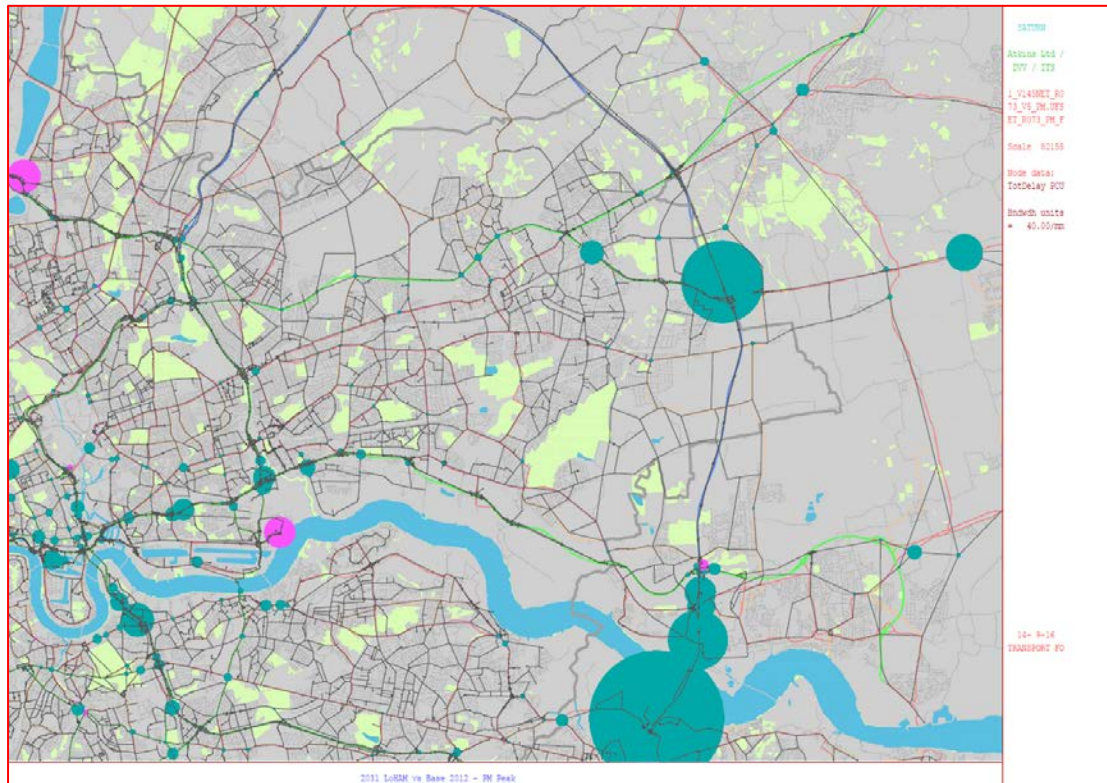 SATURN
Atkins Ltd /
DVV / ITS
1_V145NET_R0
73_V5_PM.UFS
ET_R073_PM_F
Scale 82155
Node data:
TotDelay PCU
Bndwdh units
= 40.00/mm
14- 9-16
TRANSPORT FO
2031 LoHAM vs Base 2012 - PM Peak